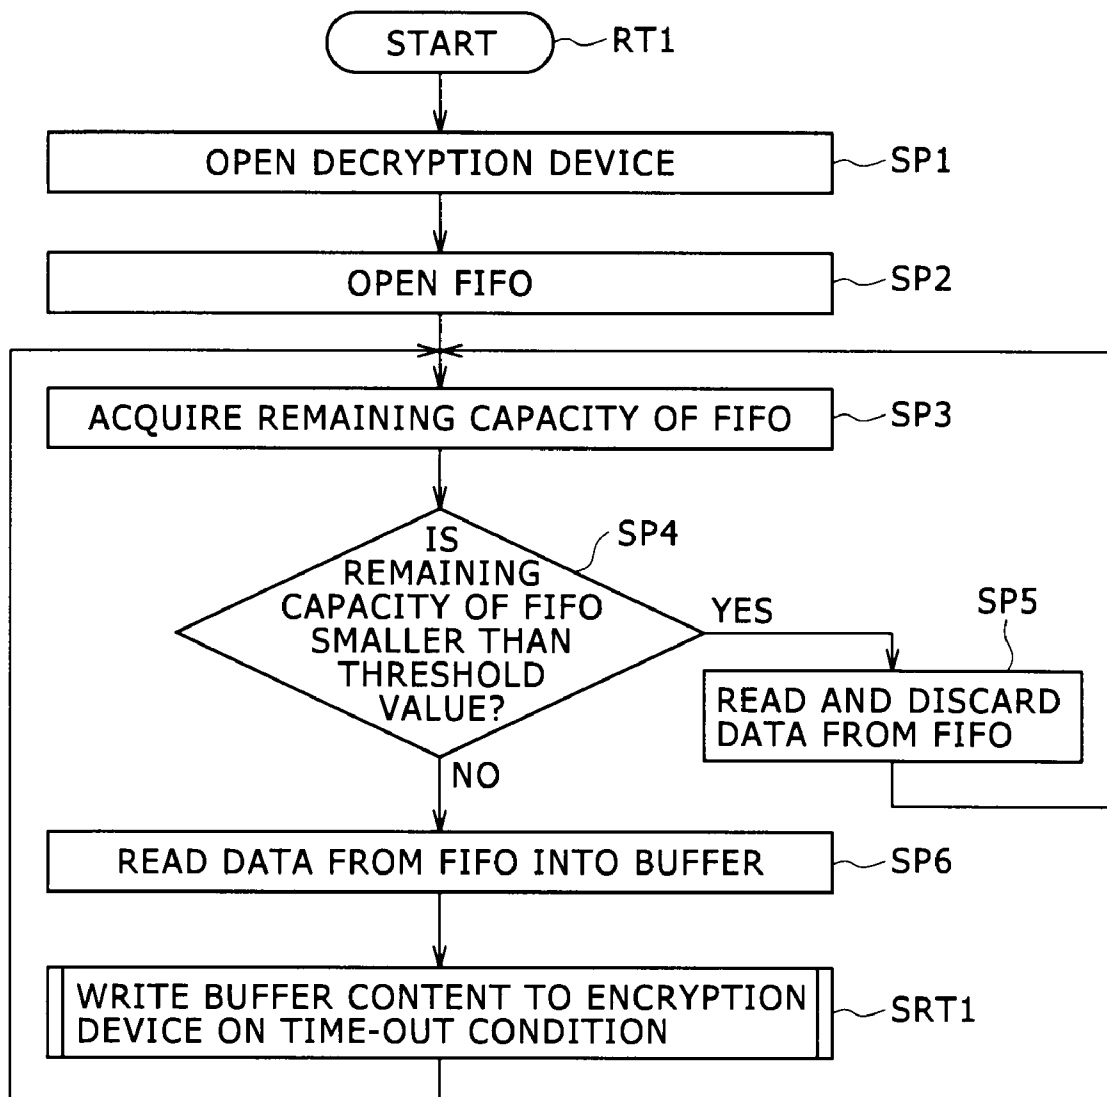 START
RT1
OPEN DECRYPTION DEVICE
SP1
OPEN FIFO
SP2
ACQUIRE REMAINING CAPACITY OF FIFO
SP3
IS
REMAINING
CAPACITY OF FIFO
SMALLER THAN
THRESHOLD
VALUE?
SP4
YES
SP5
READ AND DISCARD
DATA FROM FIFO
NO
READ DATA FROM FIFO INTO BUFFER
SP6
WRITE BUFFER CONTENT TO ENCRYPTION
DEVICE ON TIME-OUT CONDITION
SRT1